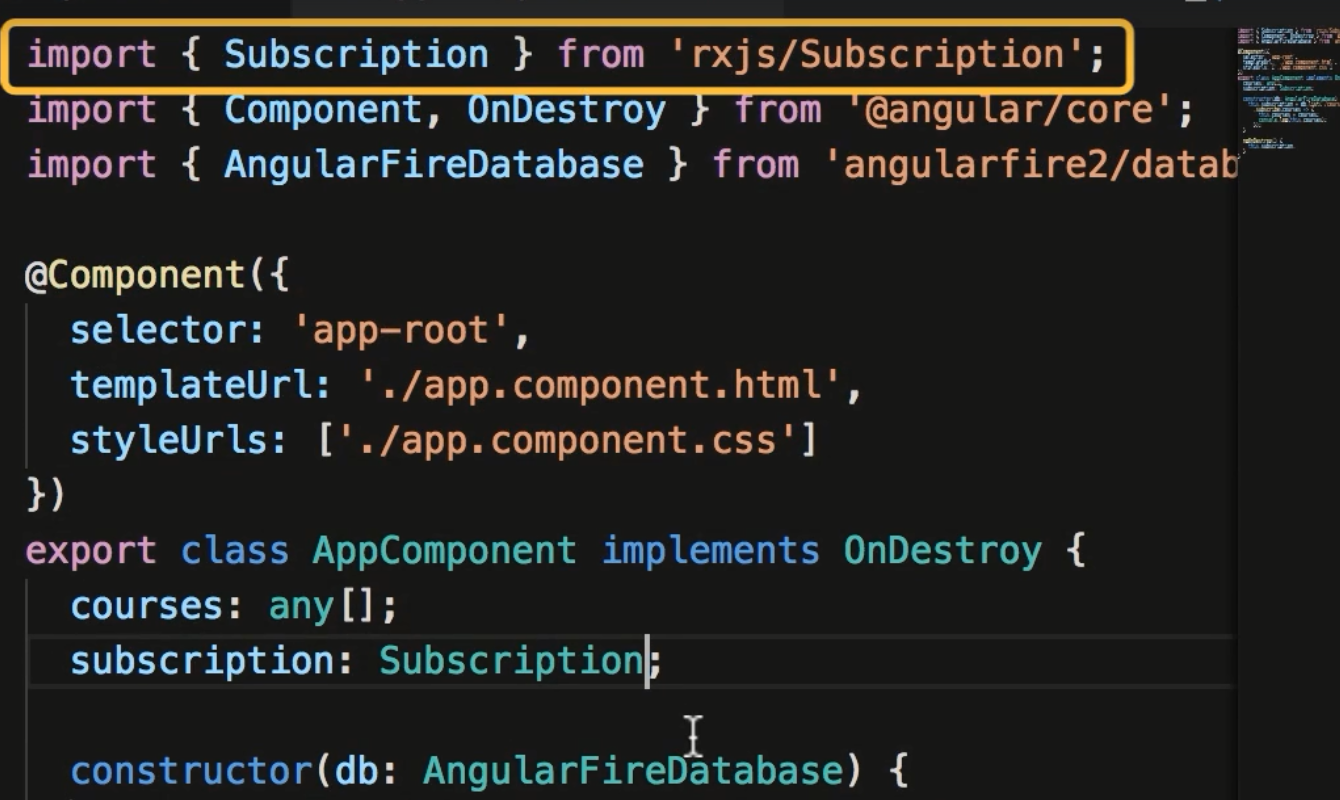 import { Subscription } from 'rxjs/Subscription';
import { Component, OnDestroy } from '@angular/core';
import { AngularFireDatabase } from 'angularfire2/datab
@Component({
  selector: 'app-root',
  templateUrl: './app.component.html',
  styleUrls: ['./app.component.css']
})
export class AppComponent implements OnDestroy {
  courses: any[];
  subscription: Subscription;
  constructor(db: AngularFireDatabase) {